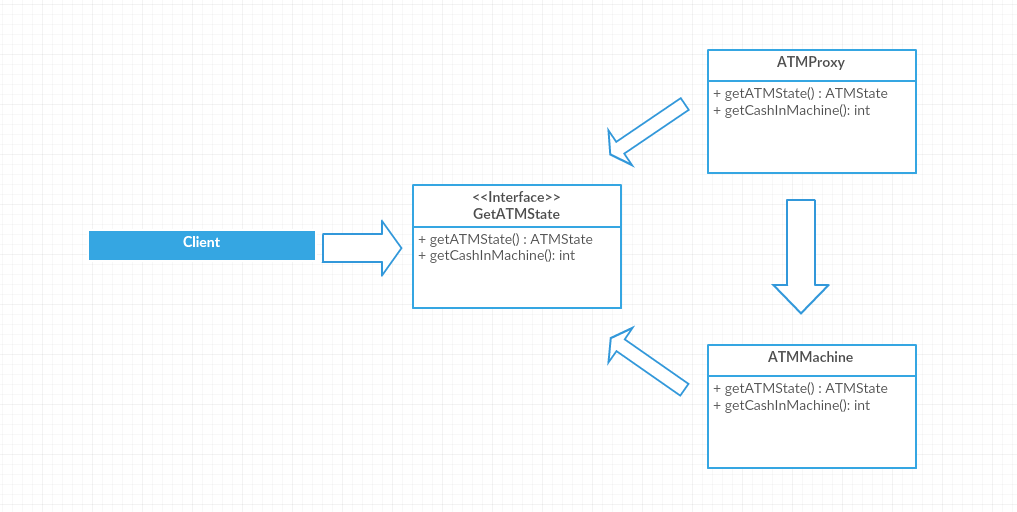 ATMProxy
+ getATMState() : ATMState
+ getCashInMachine(): int
<<Interface>>
GetATMState
+ getATMState() : ATMState
+ getCashInMachine(): int
Client
ATMMachine
+ getATMState() : ATMState
+ getCashInMachine(): int